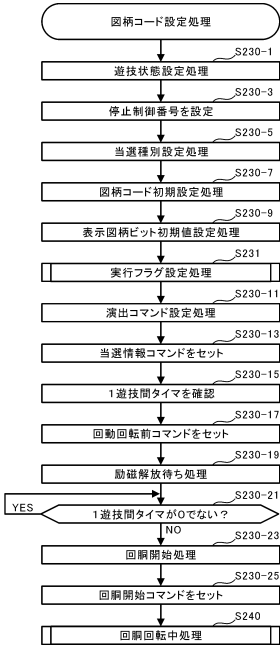 図柄コード設定処理
S230-1
遊技状態設定処理
S230-3
停止制御番号を設定
S230-5
当選種別設定処理
S230-7
図柄コード初期設定処理
S230-9
表示図柄ビット初期値設定処理
S231
実行フラグ設定処理
S230-11
演出コマンド設定処理
S230-13
当選情報コマンドをセット
S230-15
1遊技間タイマを確認
S230-17
回動回転前コマンドをセット
S230-19
励磁解放待ち処理
S230-21
YES
1遊技間タイマが0でない?
NO
S230-23
回胴開始処理
S230-25
回胴開始コマンドをセット
S240
回胴回転中処理